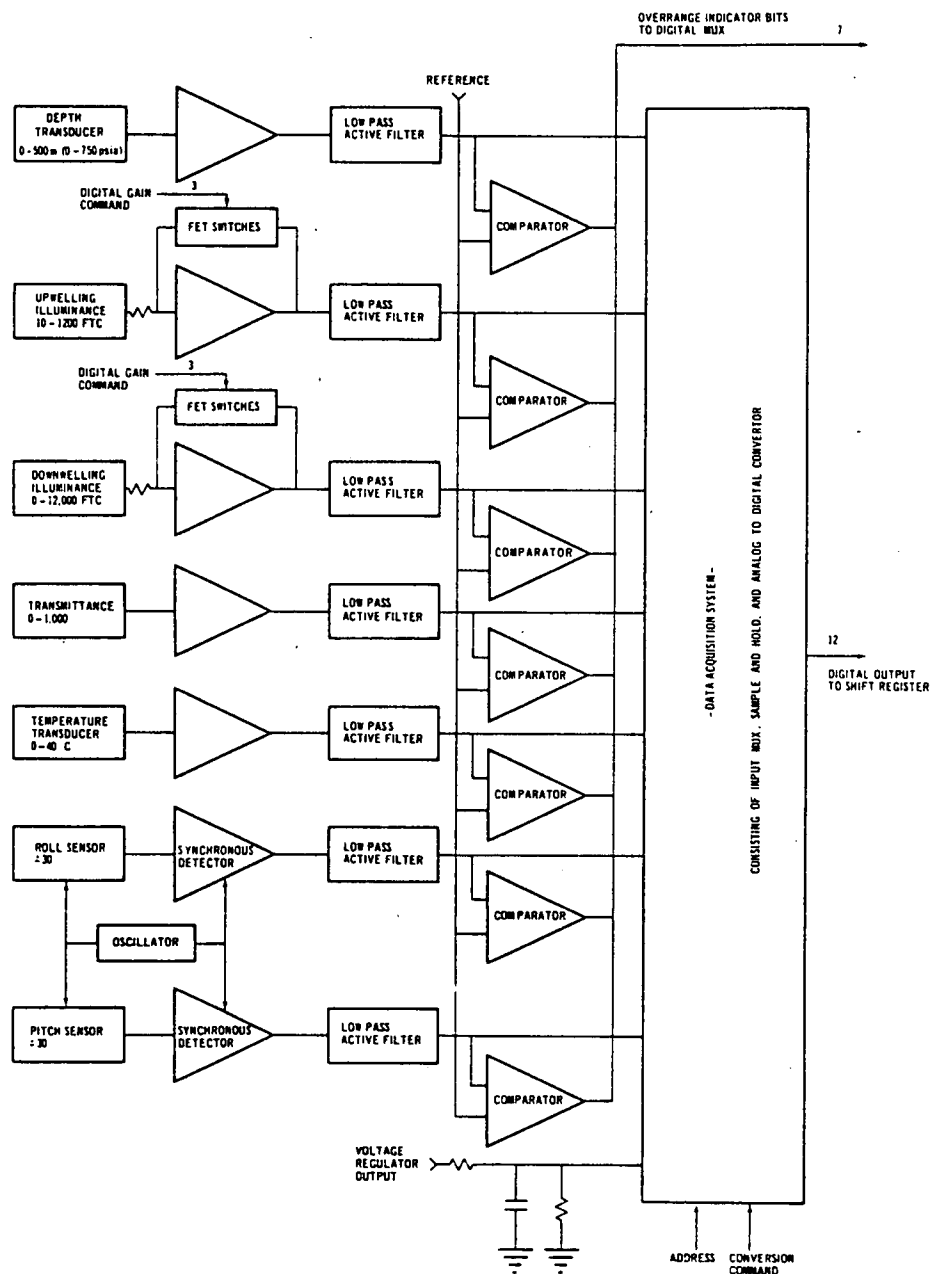 OVERRANGE INDICATOR BITS
TO DIGITAL MUX
7
REFERENCE
DEPTH
TRANSDUCER
0-500m (0-750 psia)
LOW PASS
ACTIVE FILTER
COMPARATOR
DIGITAL GAIN
COMMAND
3
FET SWITCHES
UPWELLING
ILLUMINANCE
10-1200 FTC
LOW PASS
ACTIVE FILTER
COMPARATOR
DIGITAL GAIN
COMMAND
3
FET SWITCHES
DOWNWELLING
ILLUMINANCE
0-12,000 FTC
LOW PASS
ACTIVE FILTER
COMPARATOR
TRANSMITTANCE
0-1,000
LOW PASS
ACTIVE FILTER
COMPARATOR
TEMPERATURE
TRANSDUCER
0-40 C
LOW PASS
ACTIVE FILTER
COMPARATOR
ROLL SENSOR
±30
SYNCHRONOUS
DETECTOR
LOW PASS
ACTIVE FILTER
COMPARATOR
OSCILLATOR
PITCH SENSOR
±30
SYNCHRONOUS
DETECTOR
LOW PASS
ACTIVE FILTER
COMPARATOR
VOLTAGE
REGULATOR
OUTPUT
-DATA ACQUISITION SYSTEM-
CONSISTING OF INPUT MUX, SAMPLE AND HOLD, AND ANALOG TO DIGITAL CONVERTOR
12
DIGITAL OUTPUT
TO SHIFT REGISTER
ADDRESS
CONVERSION
COMMAND